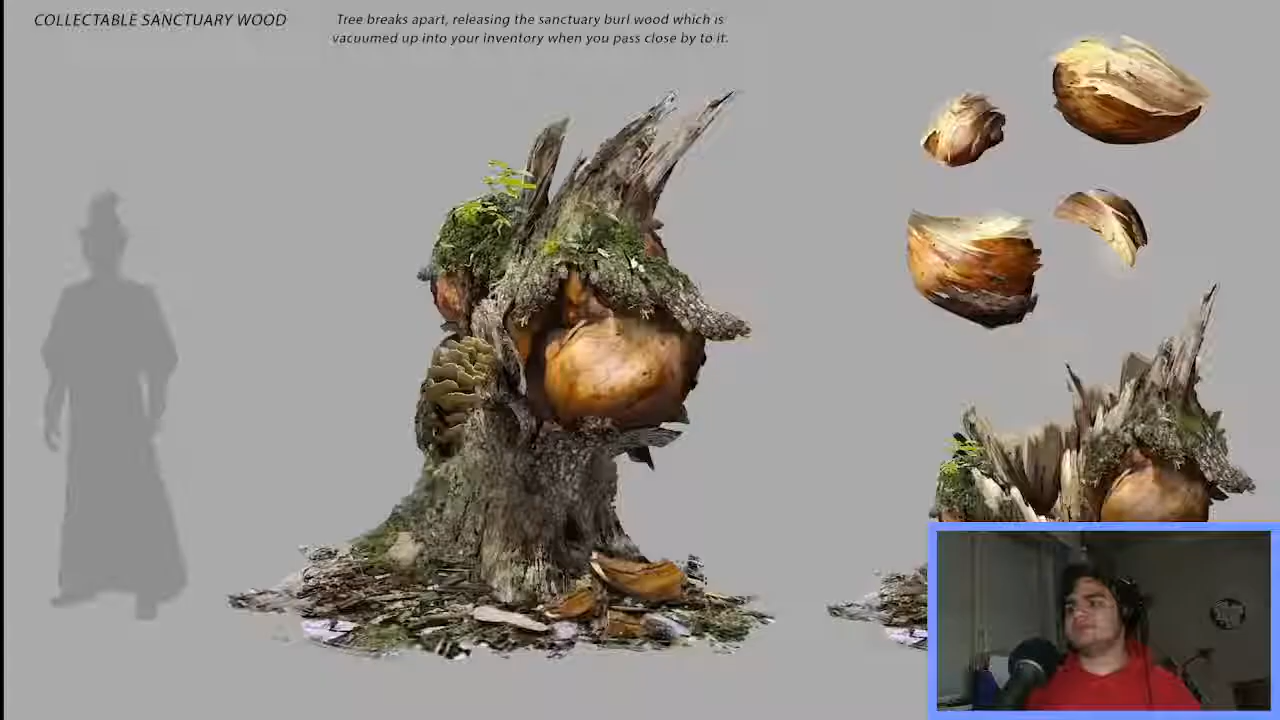 COLLECTABLE SANCTUARY WOOD
Tree breaks apart, releasing the sanctuary burl wood which is
vacuumed up into your inventory when you pass close by to it.